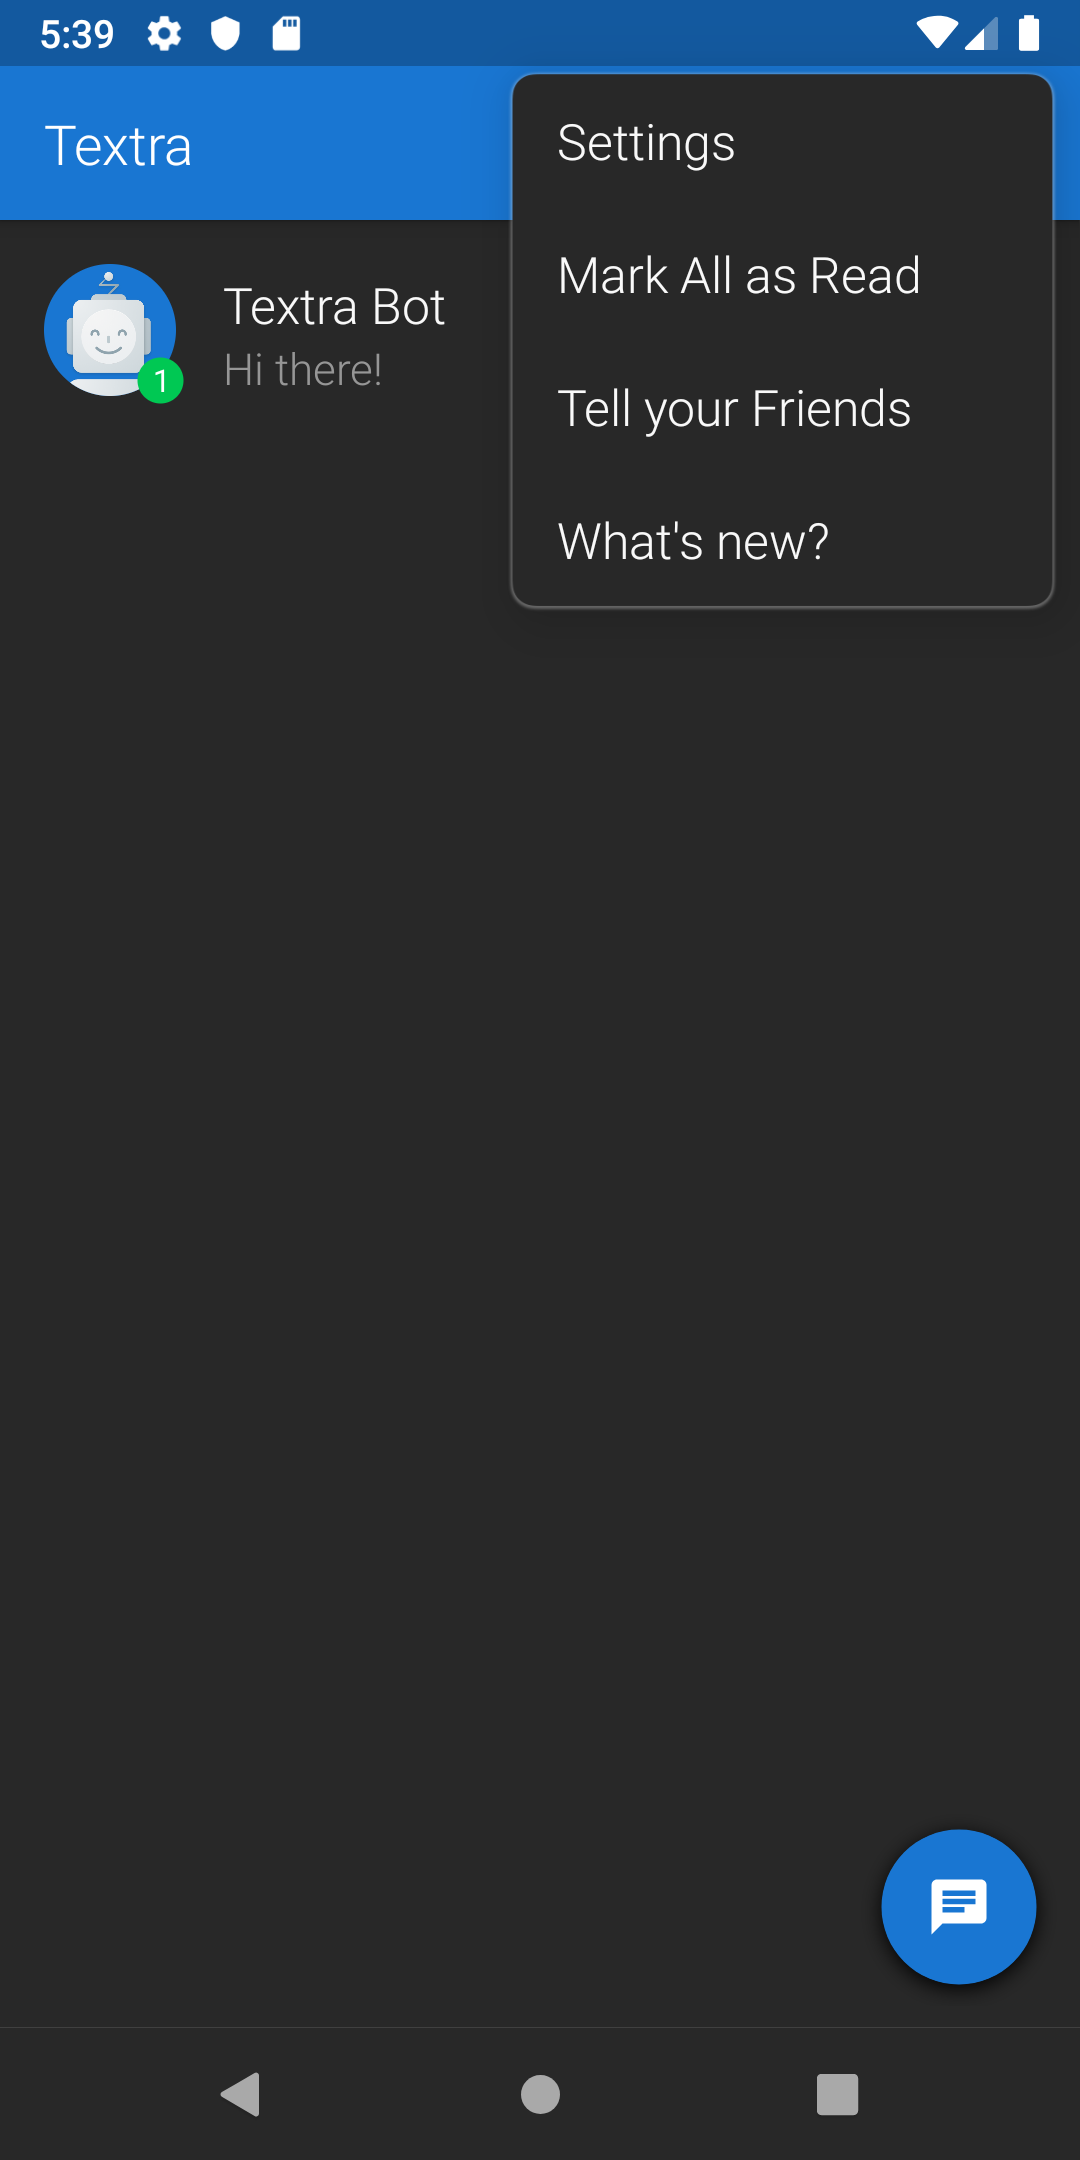 5:39
Textra
Settings
Mark All as Read
Tell your Friends
What's new?
Textra Bot
Hi there!
1